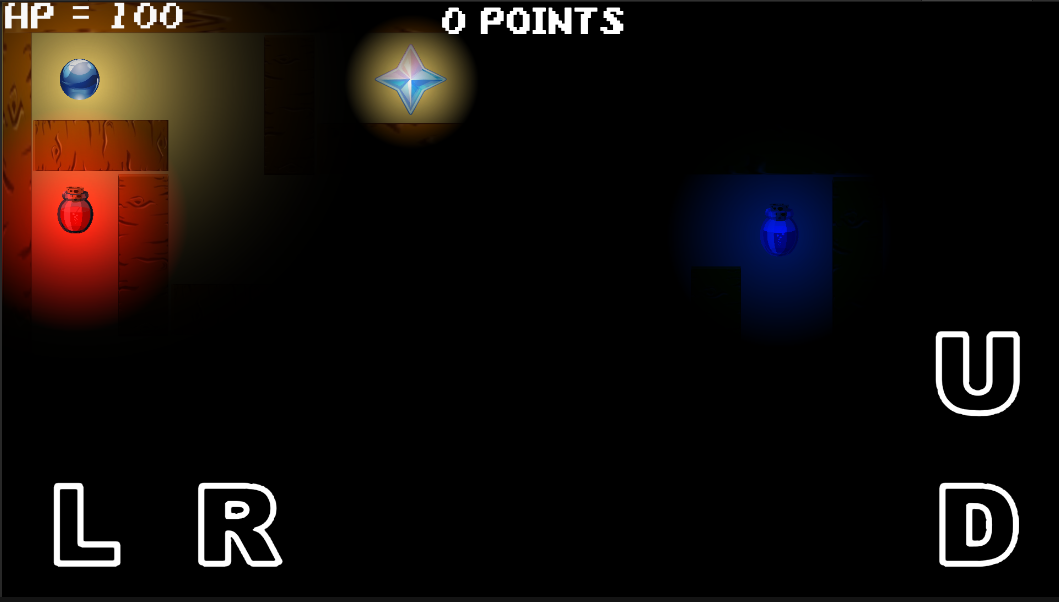 HP = 100
0 POINTS
U
L R
D